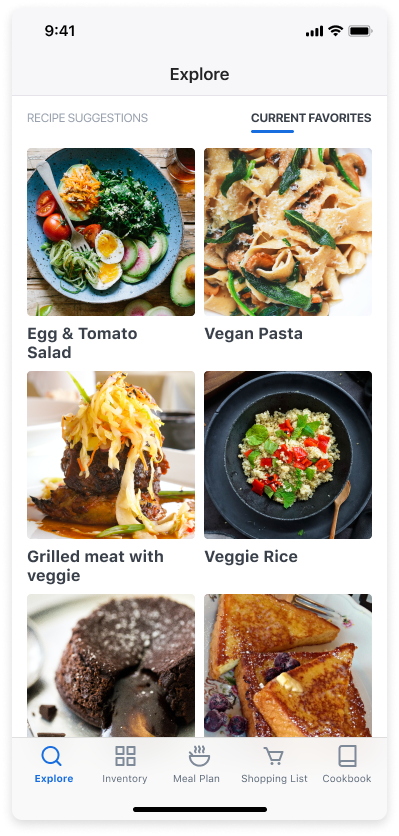 9:41
Explore
RECIPE SUGGESTIONS
CURRENT FAVORITES
Egg & Tomato
Salad
Vegan Pasta
Grilled meat with
veggie
Veggie Rice
Explore
Inventory
Meal Plan
Shopping List
Cookbook